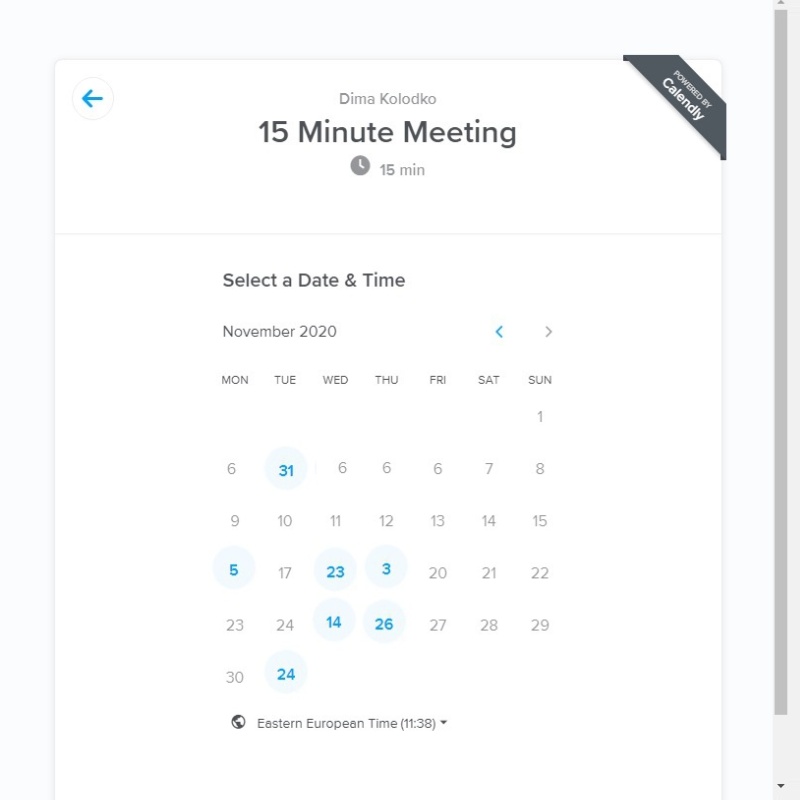 POWERED BY
Calendly
Dima Kolodko
15 Minute Meeting
15 min
Select a Date & Time
November 2020
MON TUE WED THU FRI SAT SUN
1
6 31 6 6 6 7 8
9 10 11 12 13 14 15
5 17 23 3 20 21 22
23 24 14 26 27 28 29
30 24
Eastern European Time (11:38)